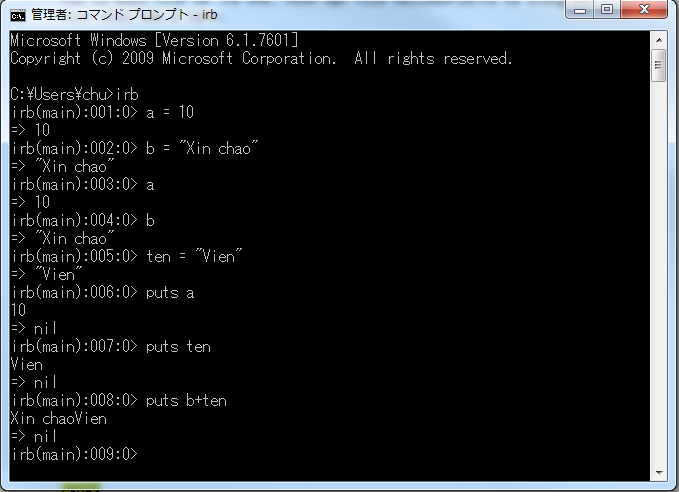 管理者: コマンド プロンプト - irb
Microsoft Windows [Version 6.1.7601]
Copyright (c) 2009 Microsoft Corporation.  All rights reserved.
C:¥Users¥chu>irb
irb(main):001:0> a = 10
=> 10
irb(main):002:0> b = "Xin chao"
=> "Xin chao"
irb(main):003:0> a
=> 10
irb(main):004:0> b
=> "Xin chao"
irb(main):005:0> ten = "Vien"
=> "Vien"
irb(main):006:0> puts a
10
=> nil
irb(main):007:0> puts ten
Vien
=> nil
irb(main):008:0> puts b+ten
Xin chaoVien
=> nil
irb(main):009:0>